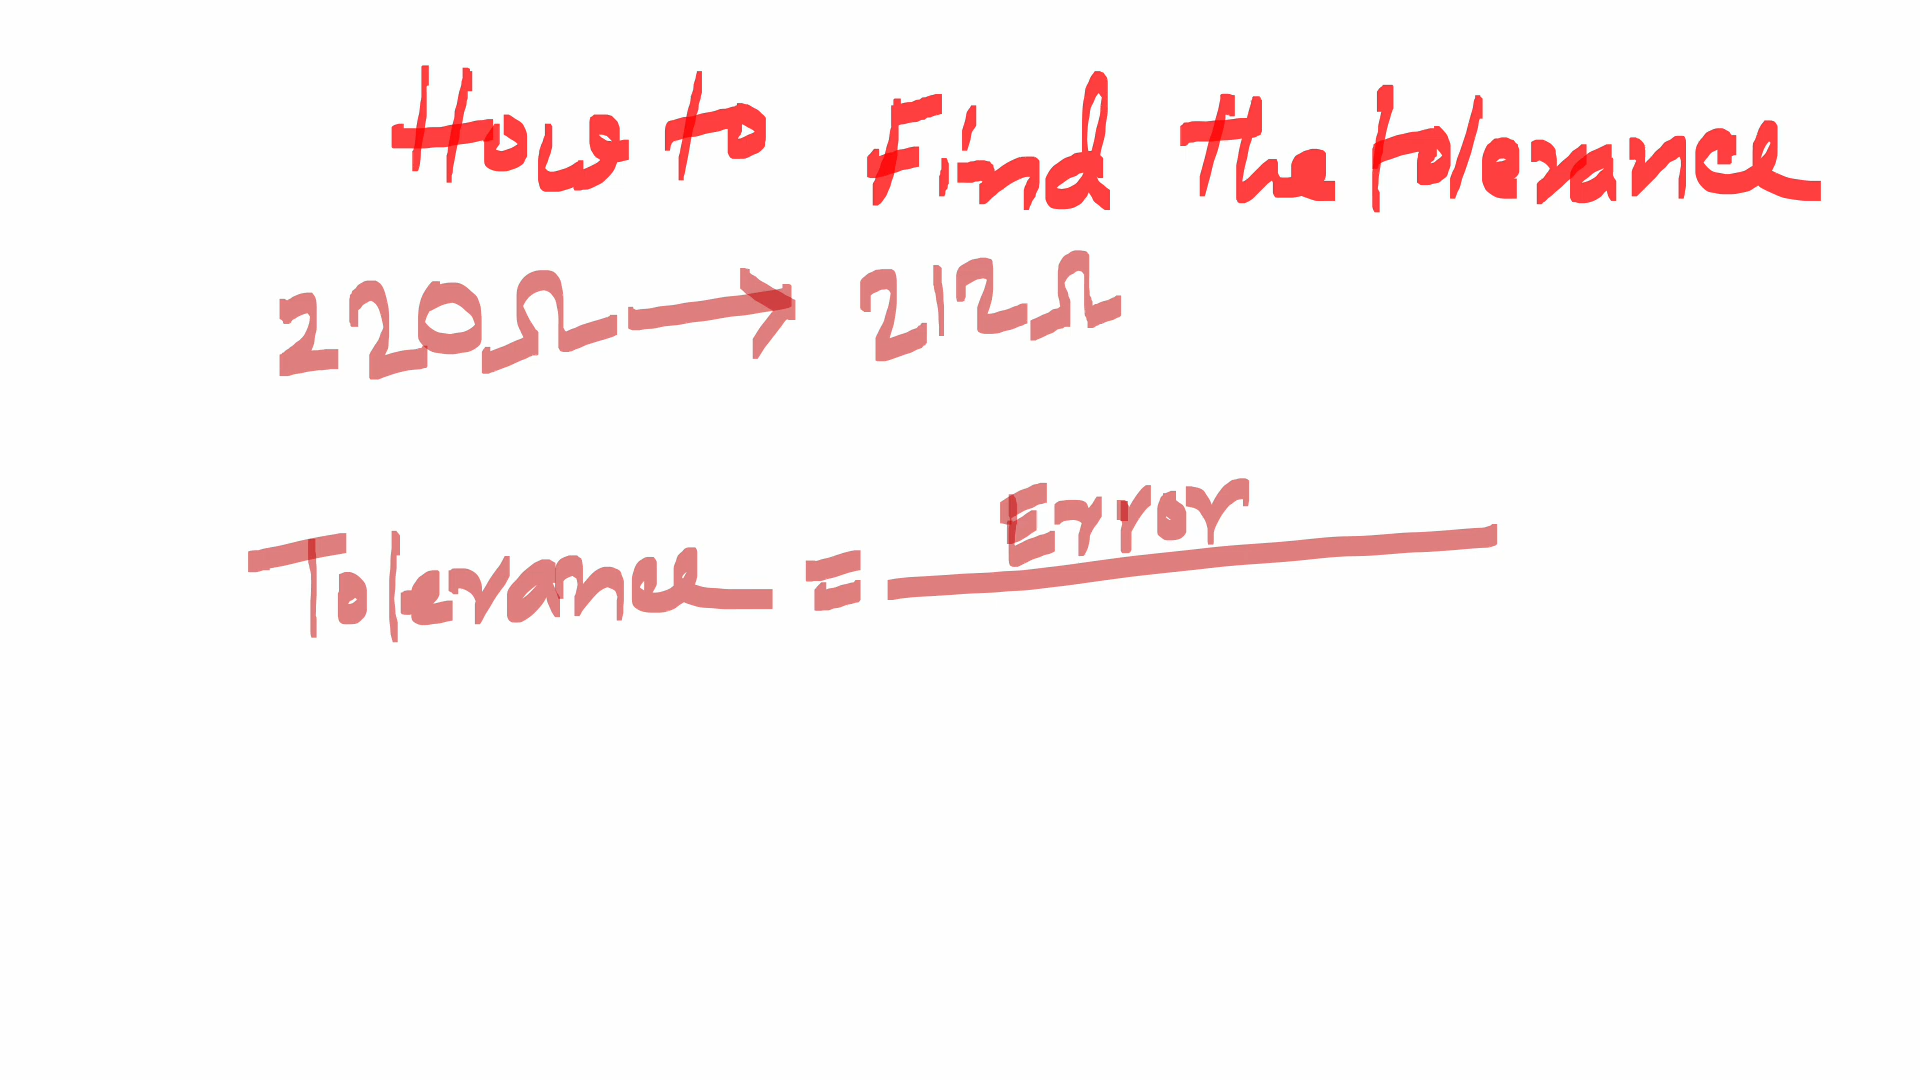 How to Find the tolerance
220Ω → 212Ω
Tolerance = Error